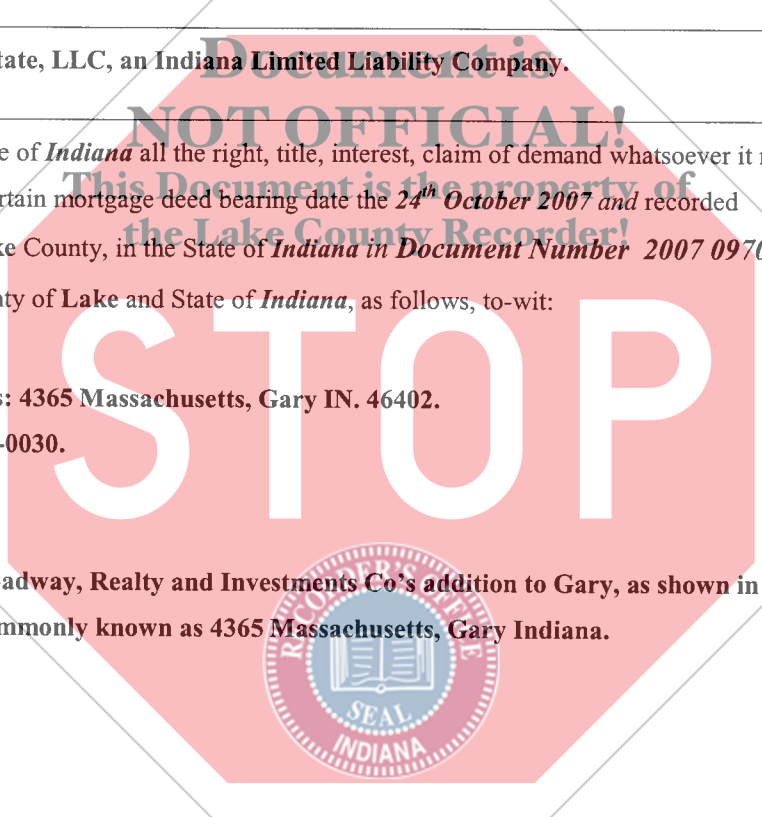 Document is
tate, LLC, an Indiana Limited Liability Company.
NOT OFFICIAL!
e of Indiana all the right, title, interest, claim of demand whatsoever it
This Document is the property of
rtain mortgage deed bearing date the 24th October 2007 and recorded
the Lake County Recorder!
ke County, in the State of Indiana in Document Number 2007 0970
nty of Lake and State of Indiana, as follows, to-wit:
STOP
s: 4365 Massachusetts, Gary IN. 46402.
-0030.
adway, Realty and Investments Co's addition to Gary, as shown in
mmonly known as 4365 Massachusetts, Gary Indiana.
RECORDER'S OFFICE
SEAL
INDIANA